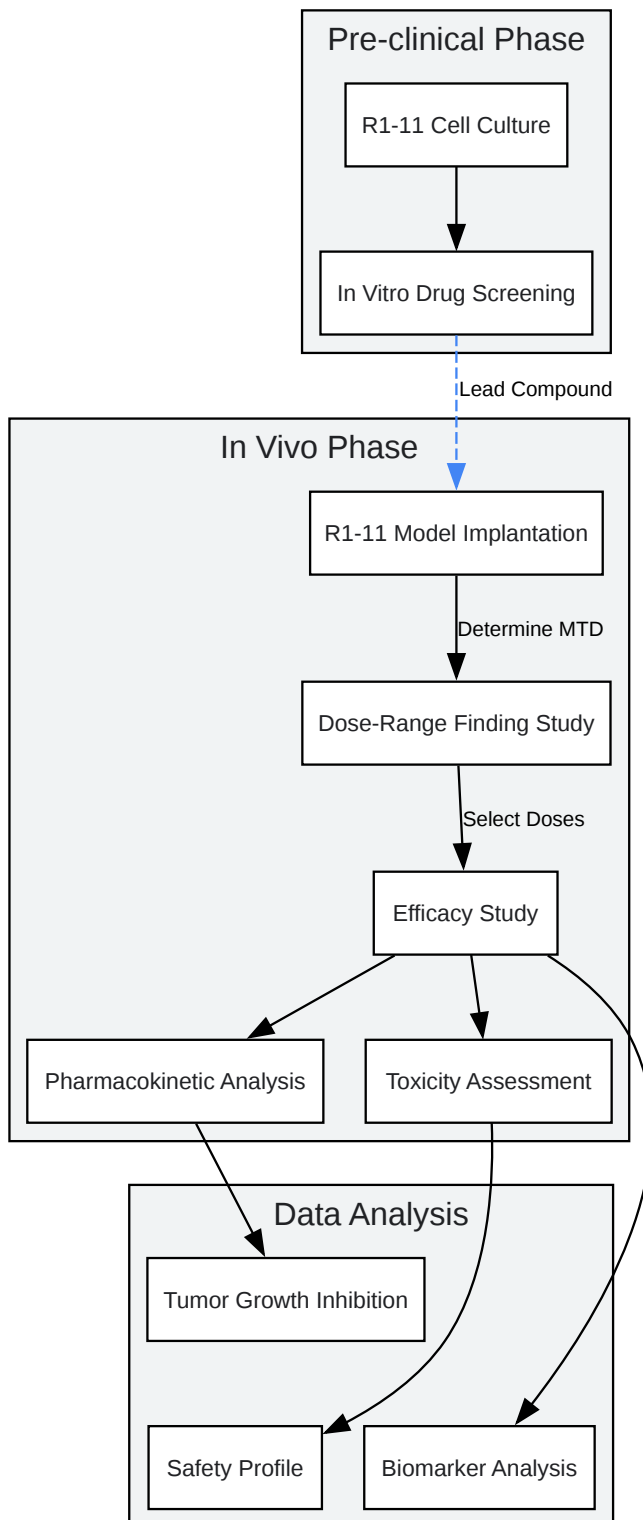 Pre-clinical Phase
R1-11 Cell Culture
In Vitro Drug Screening
Lead Compound
In Vivo Phase
R1-11 Model Implantation
Determine MTD
Dose-Range Finding Study
Select Doses
Efficacy Study
Pharmacokinetic Analysis
Toxicity Assessment
Data Analysis
Tumor Growth Inhibition
Safety Profile
Biomarker Analysis